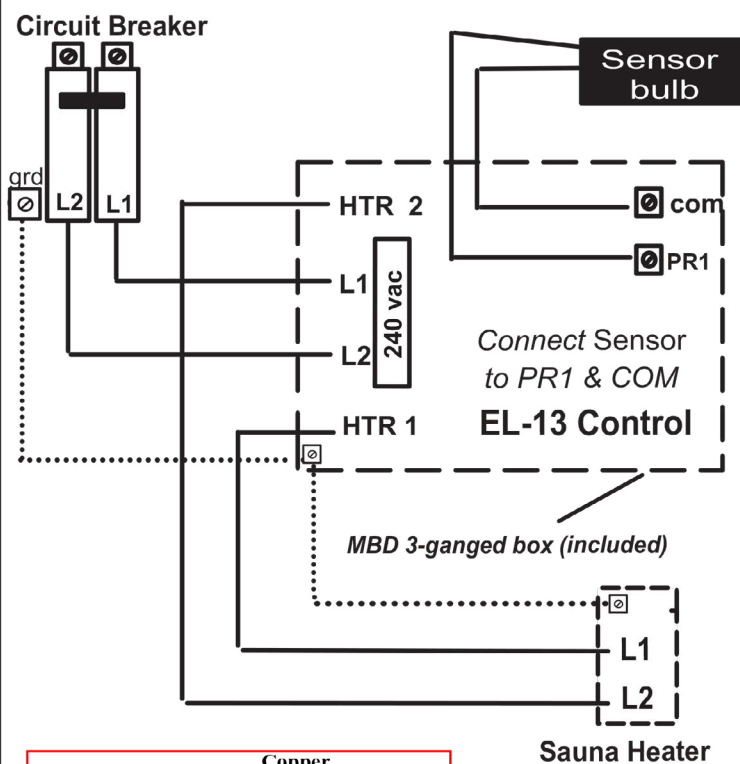 Circuit Breaker
Sensor
bulb
grd
L2
L1
HTR 2
com
L1
PR1
240 vac
L2
Connect Sensor
to PR1 & COM
HTR 1
EL-13 Control
MBD 3-ganged box (included)
L1
L2
Sauna Heater
Copper